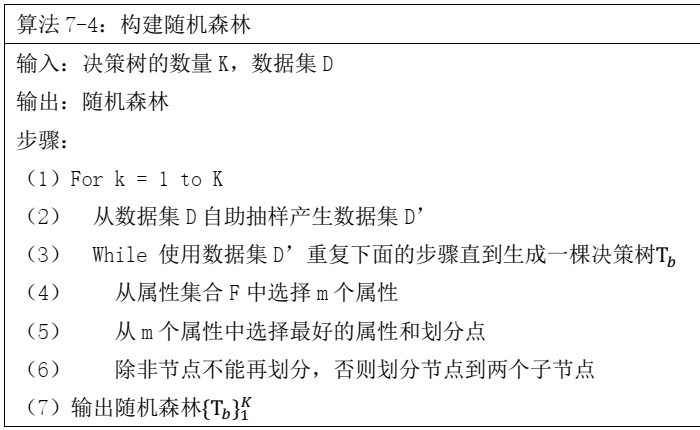 算法 7-4：构建随机森林
输入：决策树的数量 K，数据集 D
输出：随机森林
步骤：
（1）For k = 1 to K
（2） 从数据集 D 自助抽样产生数据集 D’
（3） While 使用数据集 D’ 重复下面的步骤直到生成一棵决策树T_b
（4） 从属性集合 F 中选择 m 个属性
（5） 从 m 个属性中选择最好的属性和划分点
（6） 除非节点不能再划分，否则划分节点到两个子节点
（7）输出随机森林{T_b}_1^K